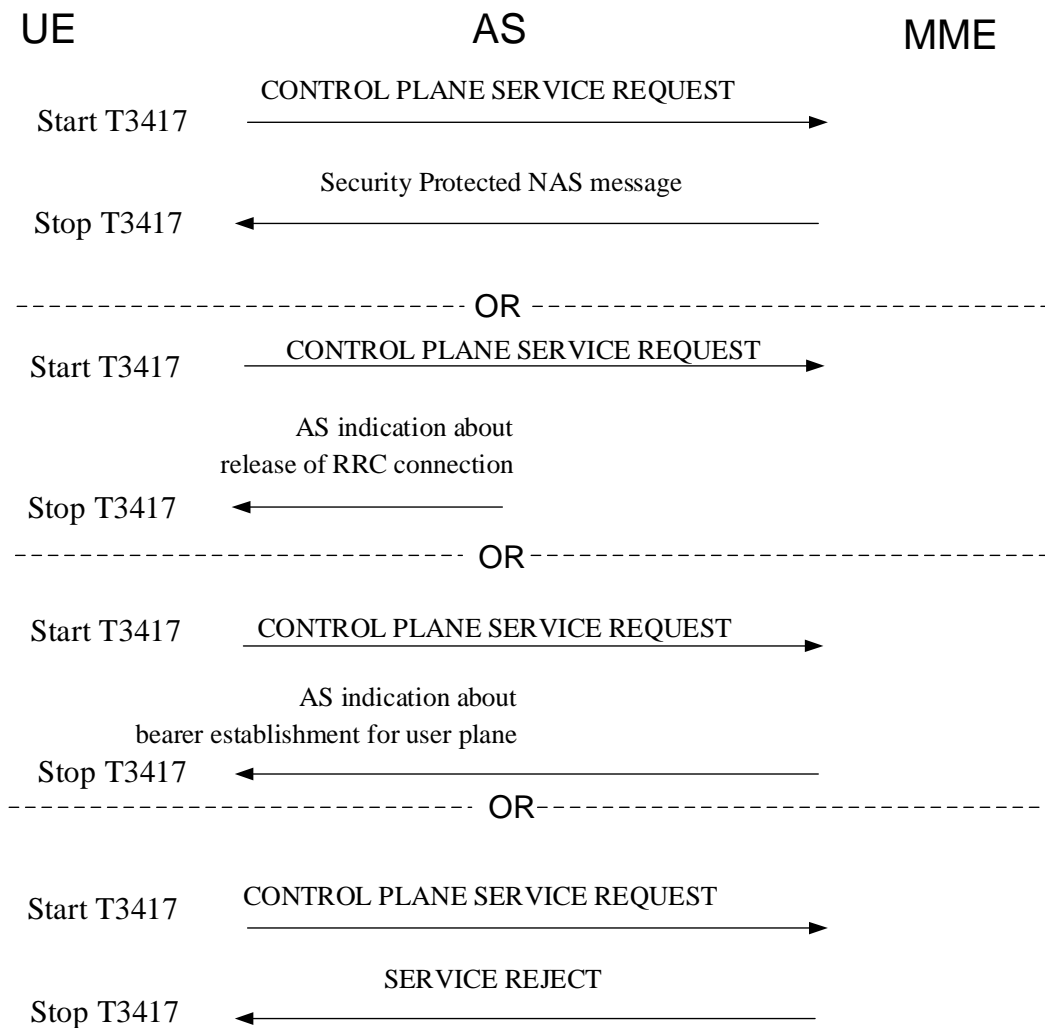 UE AS MME
CONTROL PLANE SERVICE REQUEST
Start T3417
Security Protected NAS message
Stop T3417
OR
CONTROL PLANE SERVICE REQUEST
Start T3417
AS indication about
release of RRC connection
Stop T3417
OR
Start T3417 CONTROL PLANE SERVICE REQUEST
AS indication about
bearer establishment for user plane
Stop T3417
OR
CONTROL PLANE SERVICE REQUEST
Start T3417
SERVICE REJECT
Stop T3417